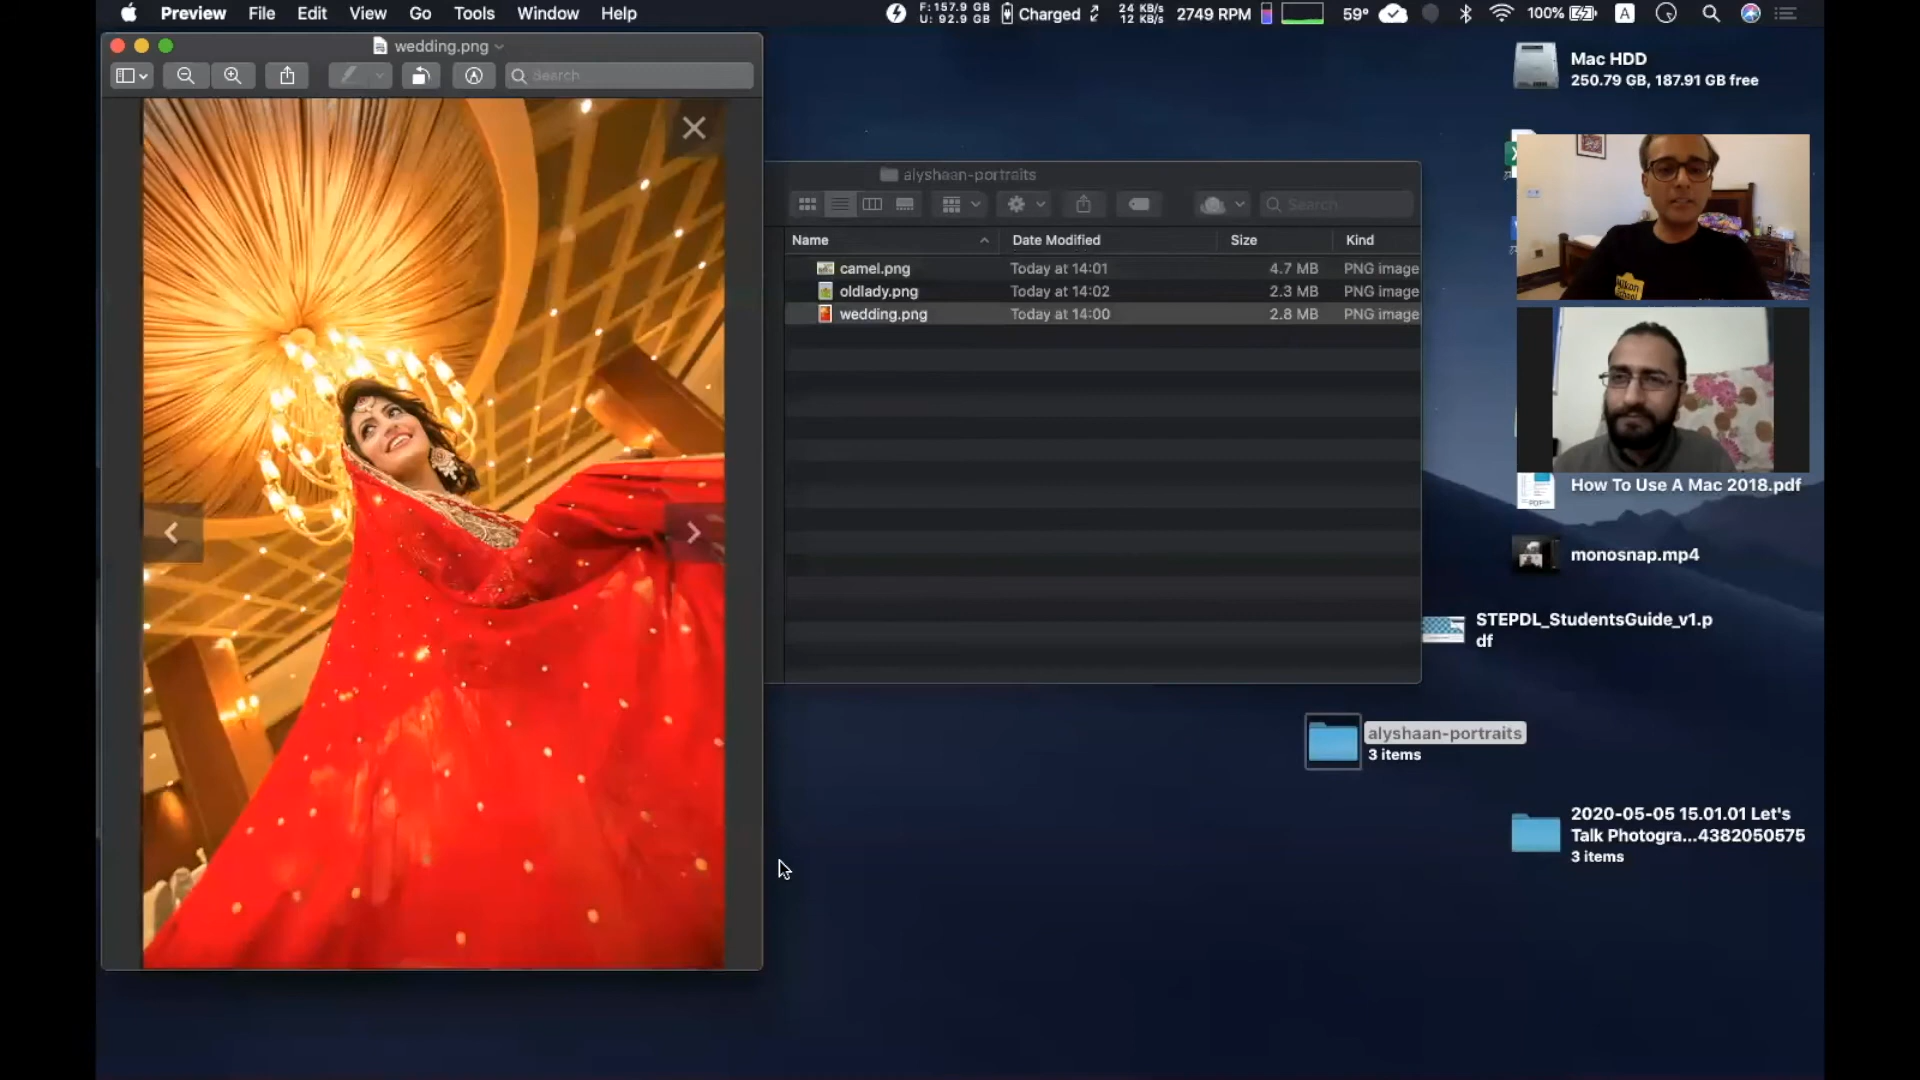 Preview File Edit View Go Tools Window Help
F: 157.9 GB
U: 92.9 GB
Charged
24 KB/s
12 KB/s
2749 RPM
59°
100%
A
wedding.png
Search
Mac HDD
250.79 GB, 187.91 GB free
alyshaan-portraits
Search
Name Date Modified Size Kind
camel.png Today at 14:01 4.7 MB PNG image
oldlady.png Today at 14:02 2.3 MB PNG image
wedding.png Today at 14:00 2.8 MB PNG image
Nikon
School
How To Use A Mac 2018.pdf
monosnap.mp4
STEPDL_StudentsGuide_v1.p
df
alyshaan-portraits
3 items
2020-05-05 15.01.01 Let's
Talk Photogra...4382050575
3 items